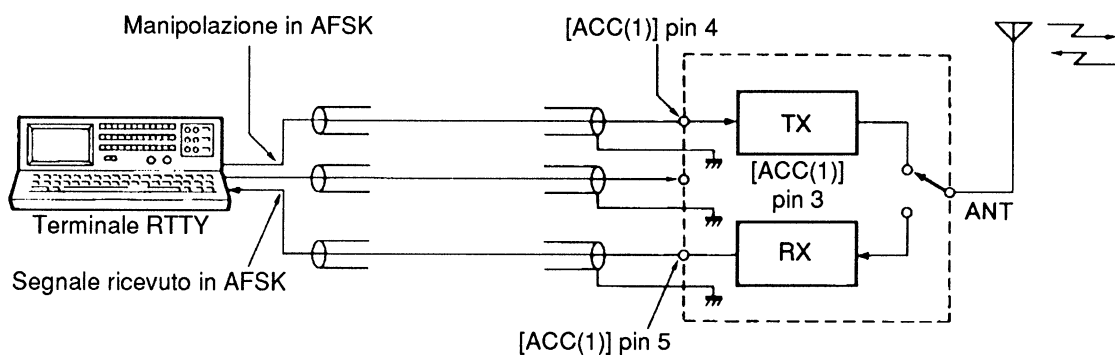 Manipolazione in AFSK
[ACC(1)] pin 4
TX
[ACC(1)]
pin 3
ANT
Terminale RTTY
RX
Segnale ricevuto in AFSK
[ACC(1)] pin 5